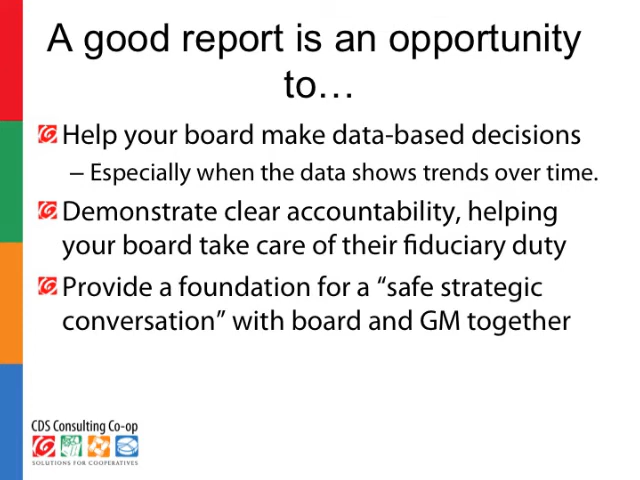 A good report is an opportunity
to…
Help your board make data-based decisions
– Especially when the data shows trends over time.
Demonstrate clear accountability, helping
your board take care of their fiduciary duty
Provide a foundation for a “safe strategic
conversation” with board and GM together
CDS Consulting Co-op
SOLUTIONS FOR COOPERATIVES